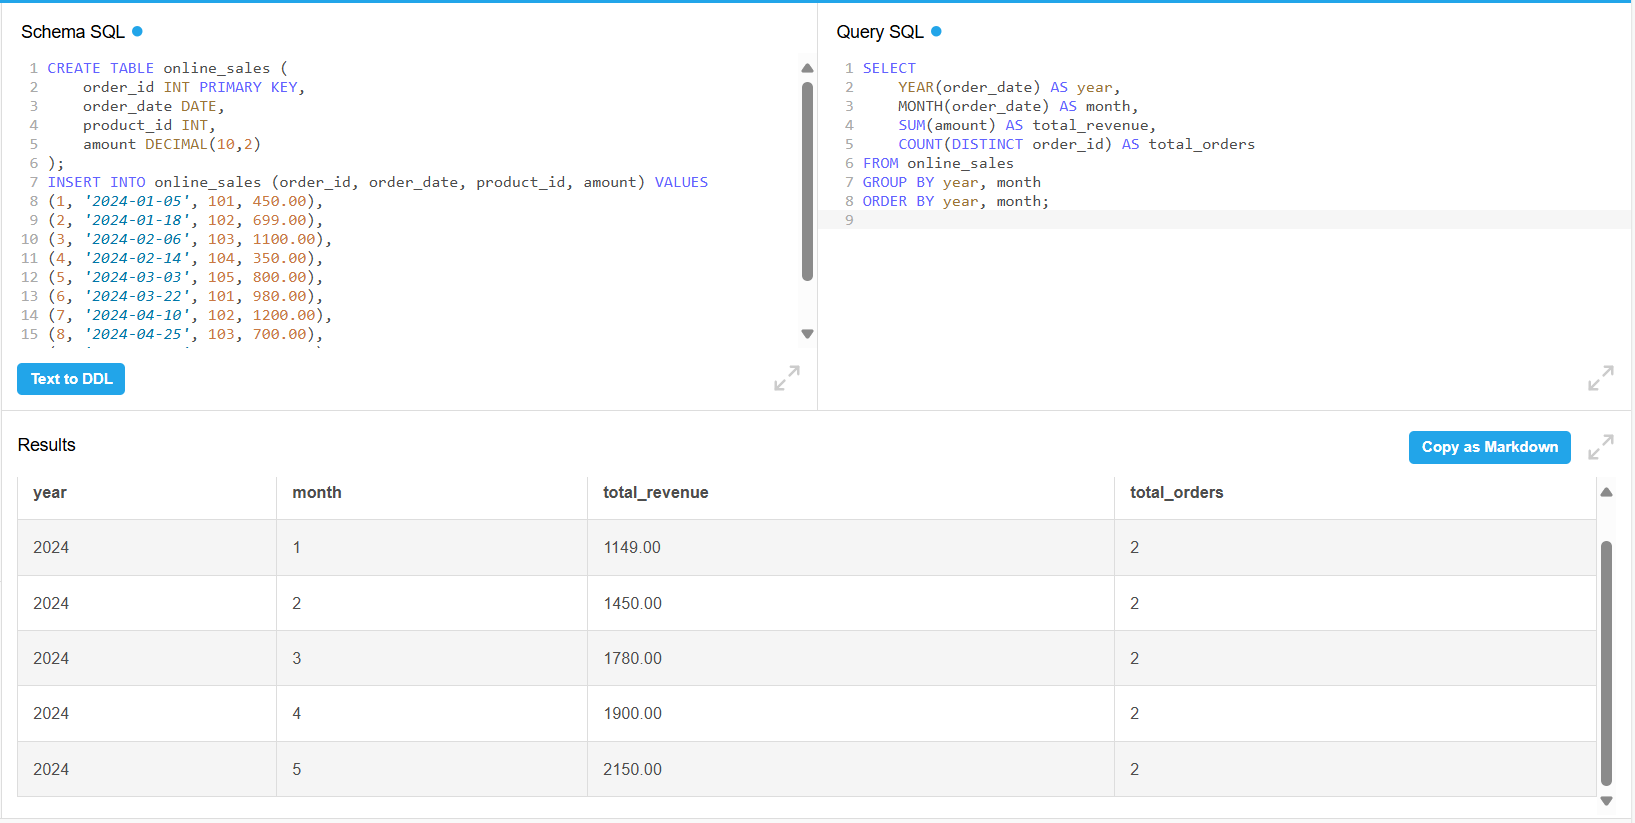 Schema SQL
1 CREATE TABLE online_sales (
2 order_id INT PRIMARY KEY,
3 order_date DATE,
4 product_id INT,
5 amount DECIMAL(10,2)
6 );
7 INSERT INTO online_sales (order_id, order_date, product_id, amount) VALUES
8 (1, '2024-01-05', 101, 450.00),
9 (2, '2024-01-18', 102, 699.00),
10 (3, '2024-02-06', 103, 1100.00),
11 (4, '2024-02-14', 104, 350.00),
12 (5, '2024-03-03', 105, 800.00),
13 (6, '2024-03-22', 101, 980.00),
14 (7, '2024-04-10', 102, 1200.00),
15 (8, '2024-04-25', 103, 700.00),
Text to DDL
Query SQL
1 SELECT
2 YEAR(order_date) AS year,
3 MONTH(order_date) AS month,
4 SUM(amount) AS total_revenue,
5 COUNT(DISTINCT order_id) AS total_orders
6 FROM online_sales
7 GROUP BY year, month
8 ORDER BY year, month;
9
Results
Copy as Markdown
year month total_revenue total_orders
2024 1 1149.00 2
2024 2 1450.00 2
2024 3 1780.00 2
2024 4 1900.00 2
2024 5 2150.00 2